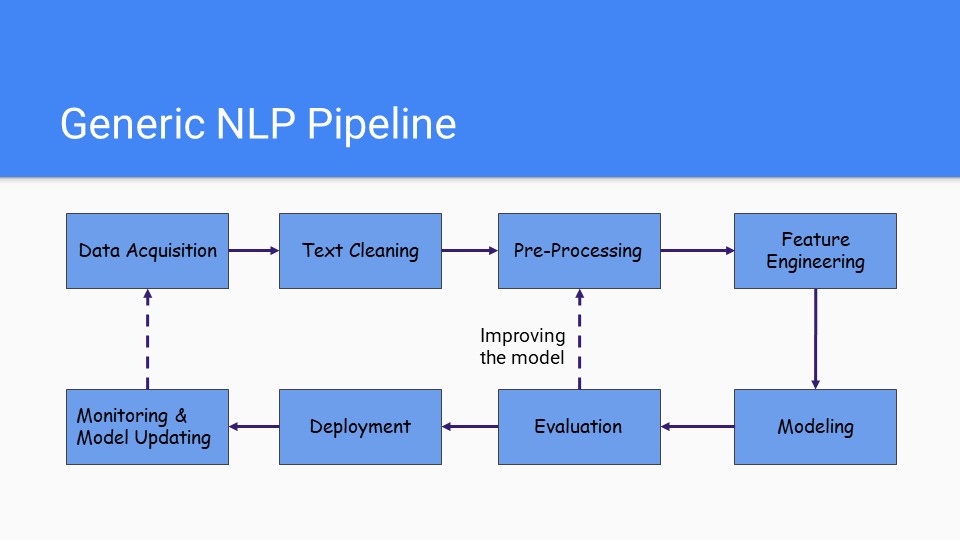 Generic NLP Pipeline
Data Acquisition
Text Cleaning
Pre-Processing
Feature
Engineering
Improving
the model
Monitoring &
Model Updating
Deployment
Evaluation
Modeling